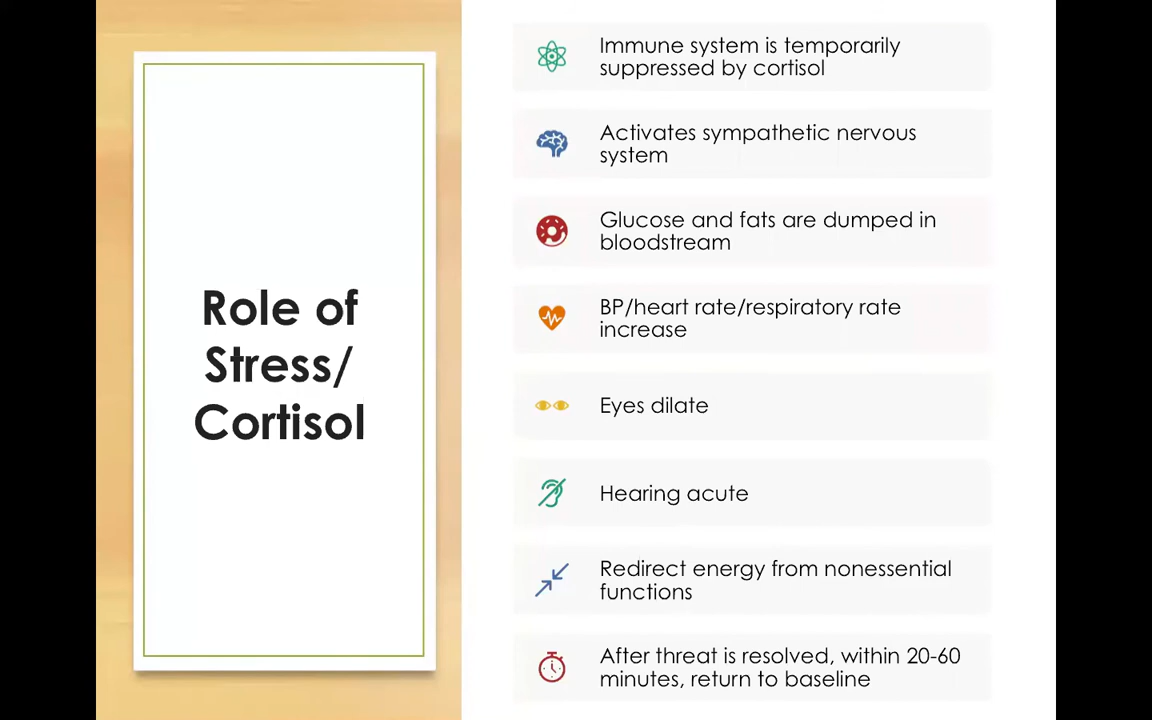 Role of
Stress/
Cortisol
Immune system is temporarily
suppressed by cortisol
Activates sympathetic nervous
system
Glucose and fats are dumped in
bloodstream
BP/heart rate/respiratory rate
increase
Eyes dilate
Hearing acute
Redirect energy from nonessential
functions
After threat is resolved, within 20-60
minutes, return to baseline